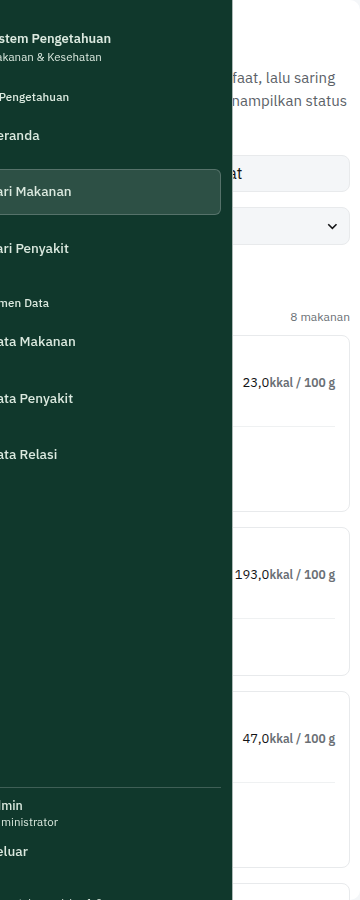 stem Pengetahuan
akanan & Kesehatan
Pengetahuan
eranda
ari Makanan
ari Penyakit
men Data
ata Makanan
ata Penyakit
ata Relasi
dmin
ministrator
eluar
faat, lalu saring
nampilkan status
at
8 makanan
23,0kkal / 100 g
193,0kkal / 100 g
47,0kkal / 100 g